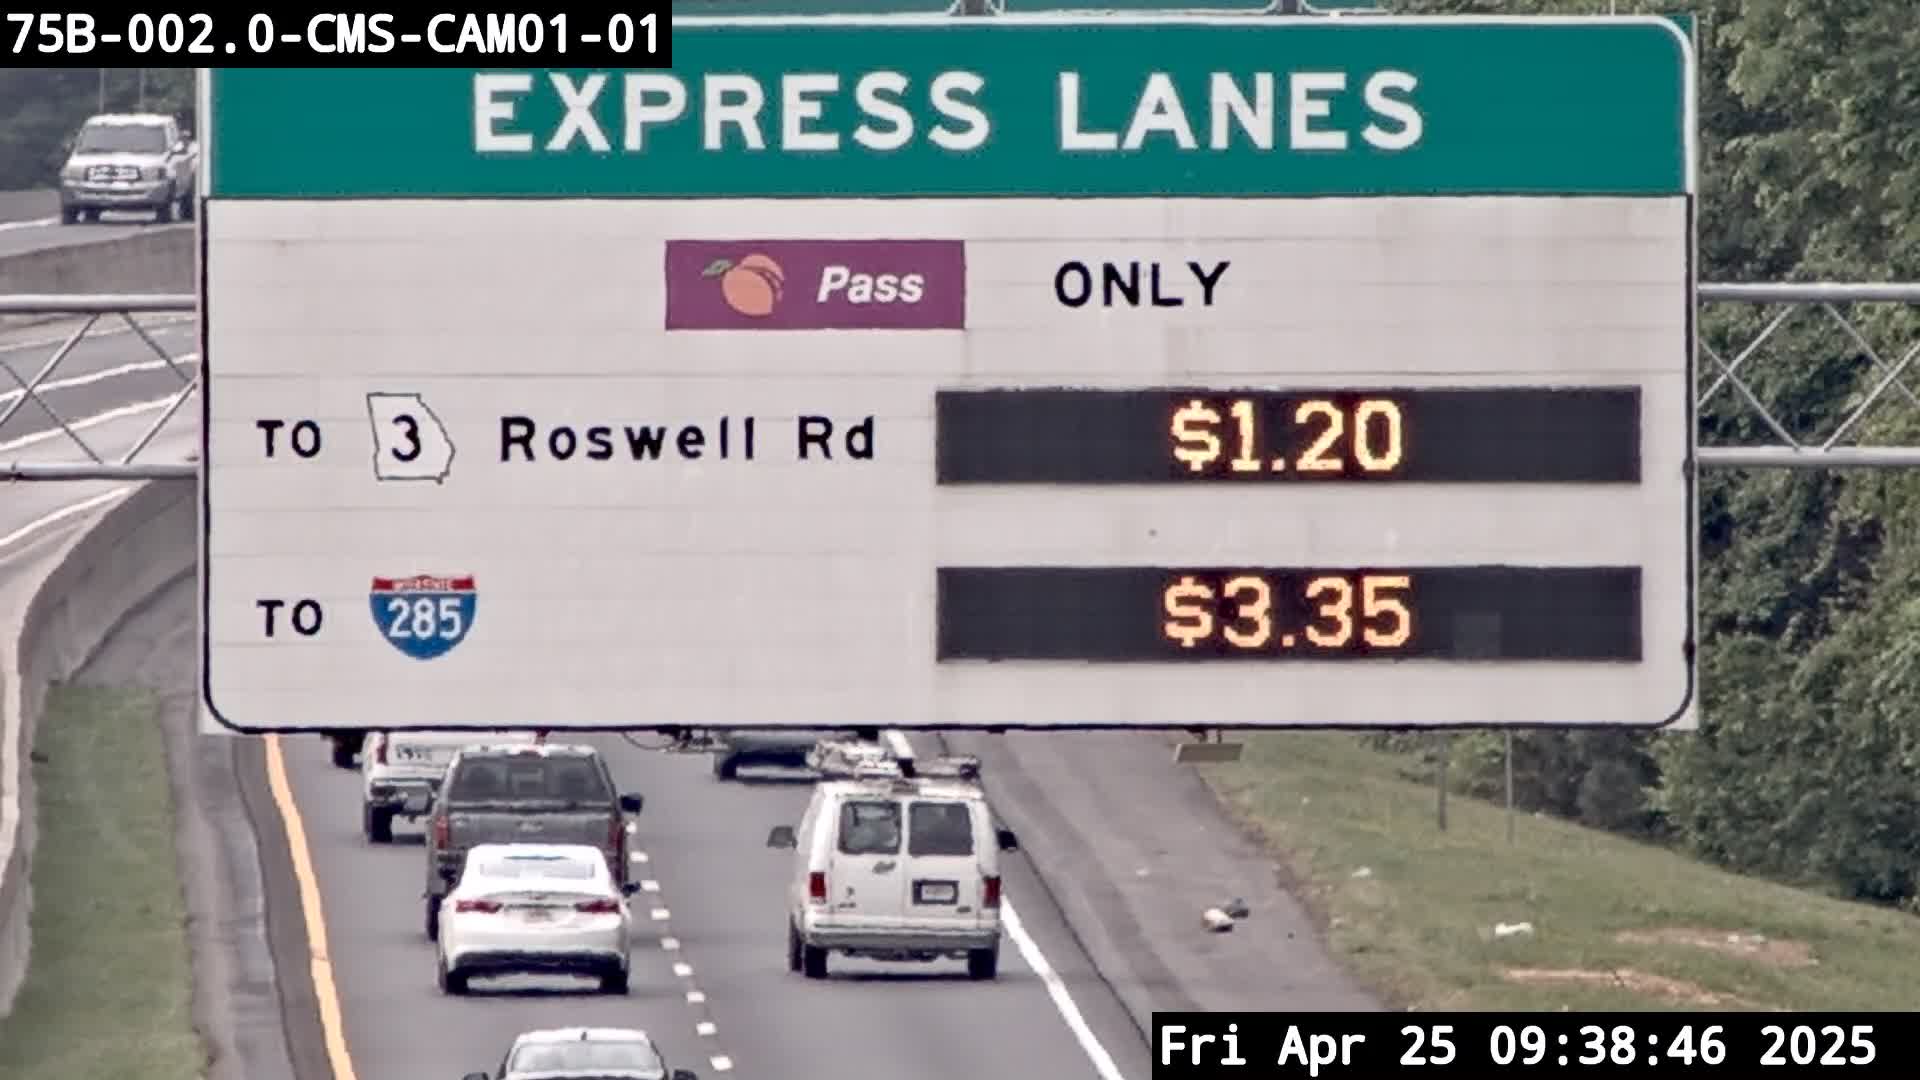 75B-002.0-CMS-CAM01-01
EXPRESS LANES
Pass ONLY
TO 3 Roswell Rd $1.20
INTERSTATE
TO 285 $3.35
Fri Apr 25 09:38:46 2025